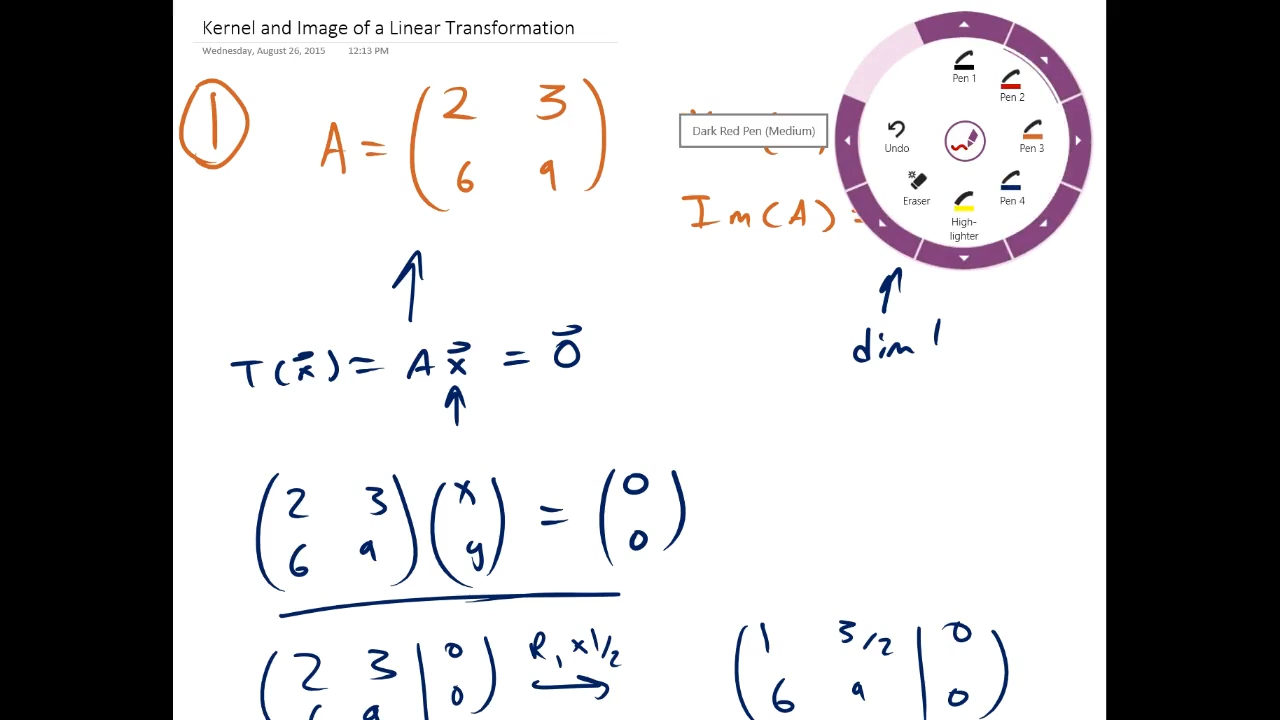 Kernel and Image of a Linear Transformation
Wednesday, August 26, 2015 12:13 PM
1
A = ( 2 3
6 9 )
Dark Red Pen (Medium)
Im(A) =
Pen 1
Pen 2
Pen 3
Pen 4
High-
lighter
Eraser
Undo
↑
↑
dim 1
T(x⃗) = A x⃗ = 0⃗
↑
( 2 3
6 9 ) ( x
y ) = ( 0
0 )
( 2 3 | 0
6 9 | 0 ) R₁ x 1/2 →
( 1 3/2 | 0
6 9 | 0 )